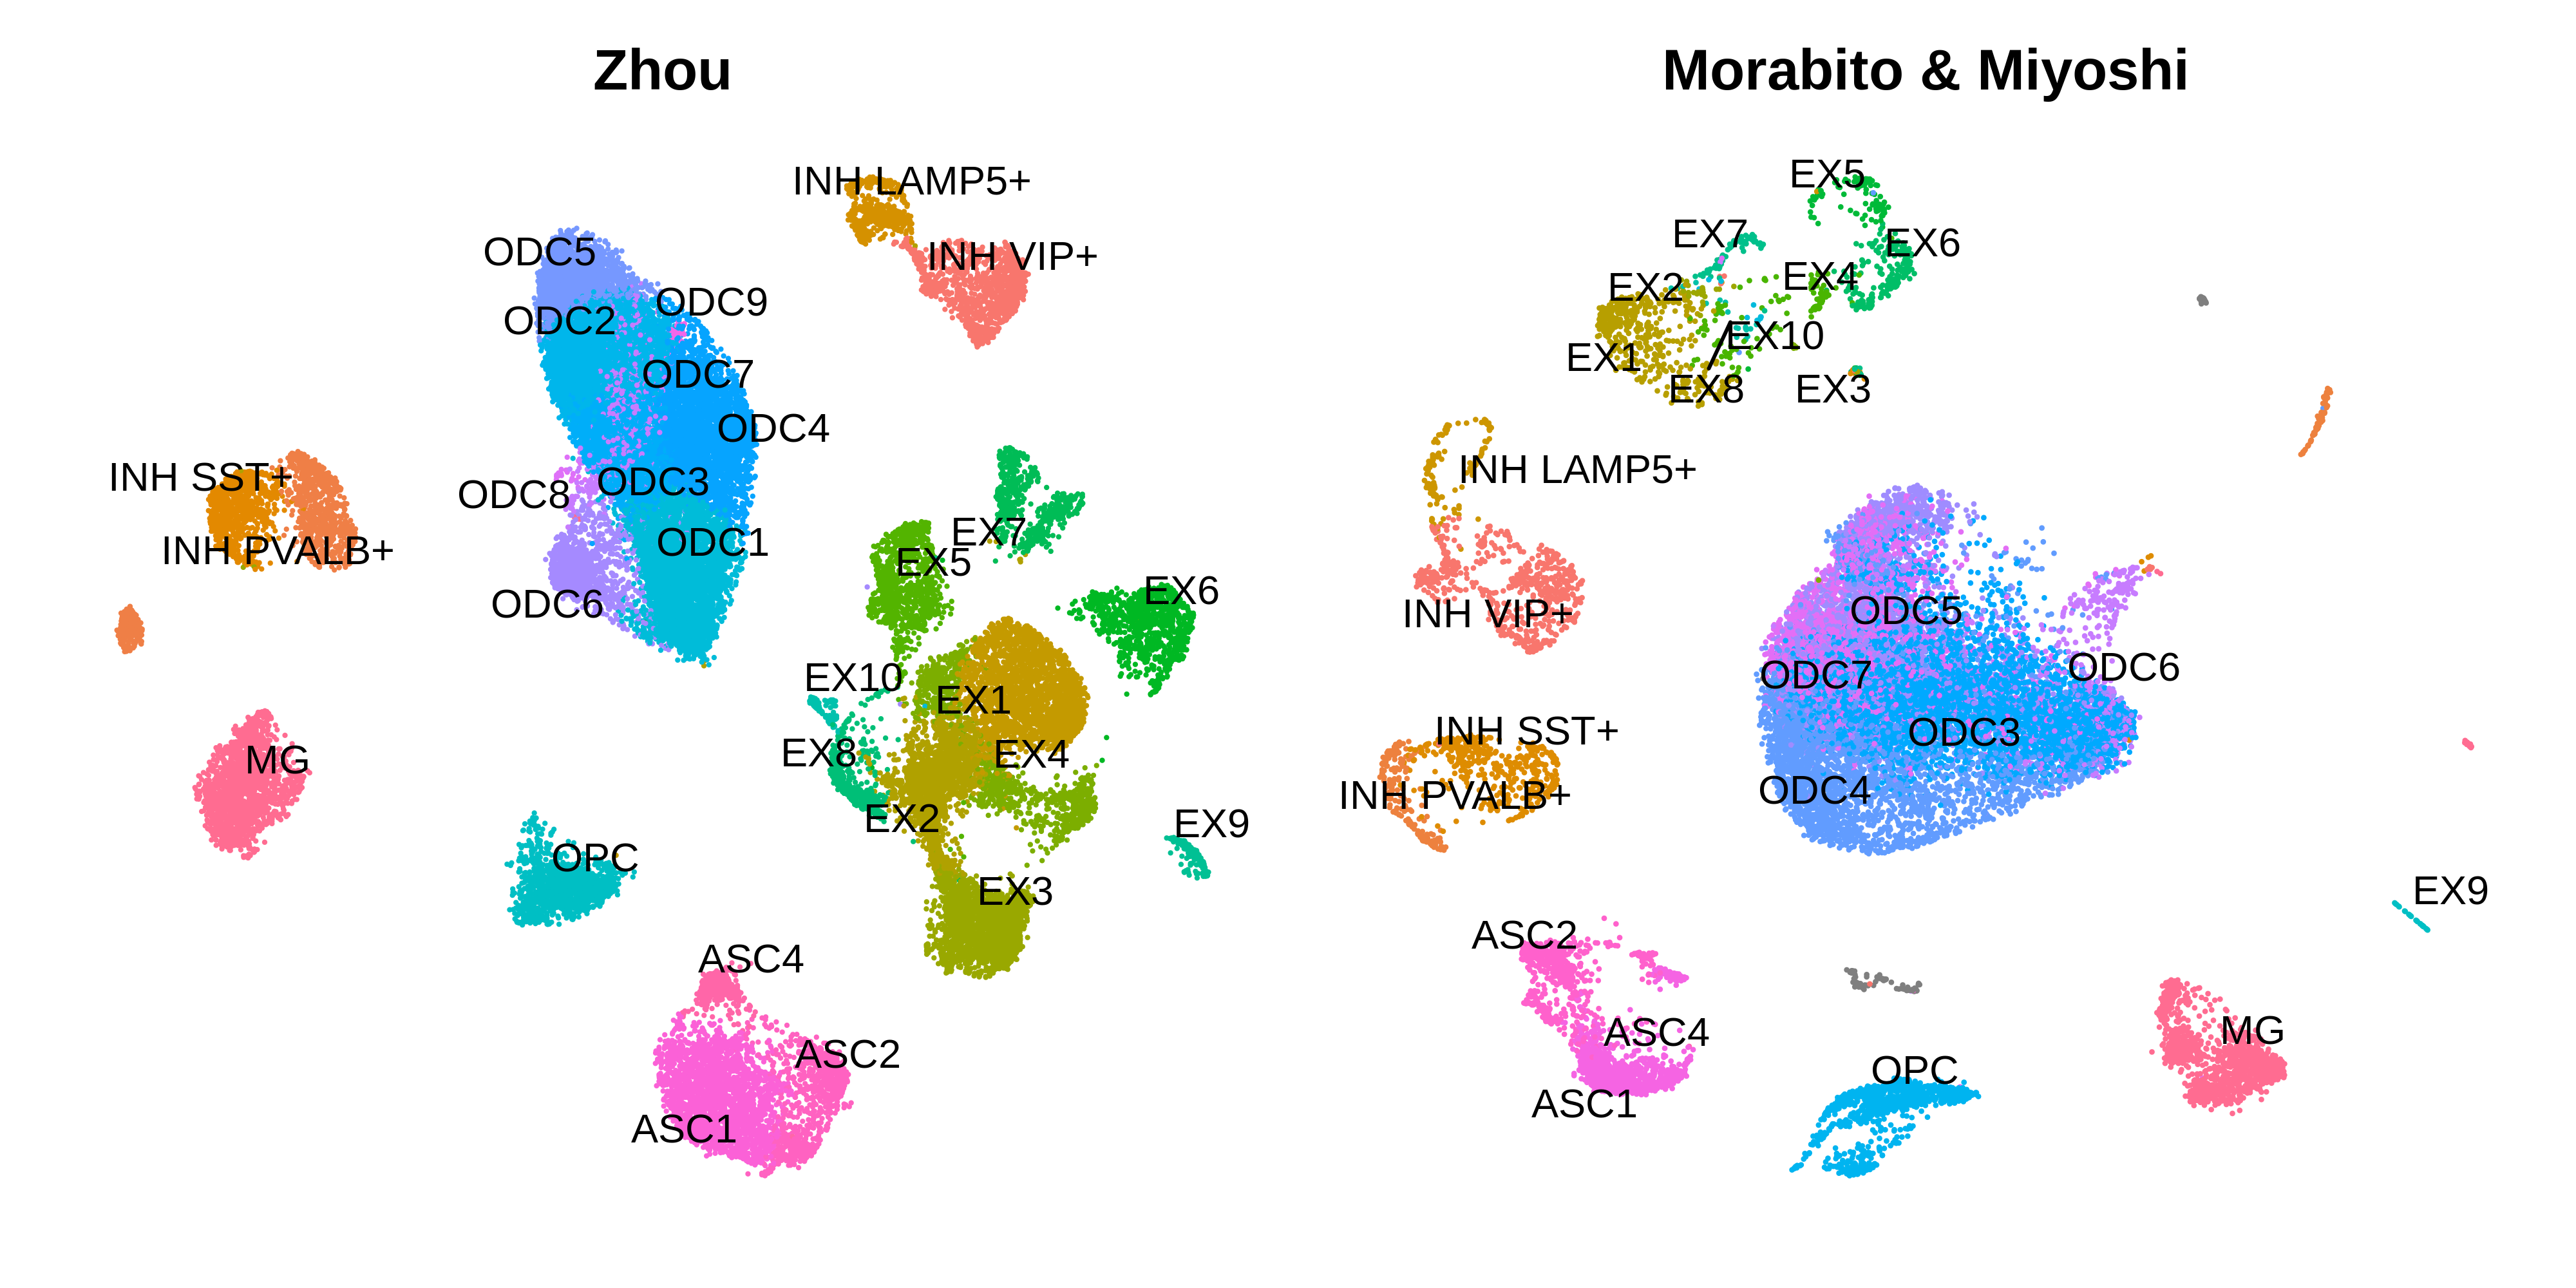 Zhou
INH LAMP5+
INH VIP+
ODC5
ODC9
ODC2
ODC7
ODC4
INH SST+
ODC3
ODC8
INH PVALB+
ODC1
EX7
EX5
EX6
ODC6
EX10
EX1
EX8
EX4
MG
EX2
EX9
OPC
EX3
ASC4
ASC2
ASC1
Morabito & Miyoshi
EX5
EX7
EX6
EX4
EX2
EX10
EX1
EX8
EX3
INH LAMP5+
INH VIP+
ODC5
ODC7
ODC6
INH SST+
ODC3
INH PVALB+
ODC4
EX9
ASC2
ASC4
MG
OPC
ASC1